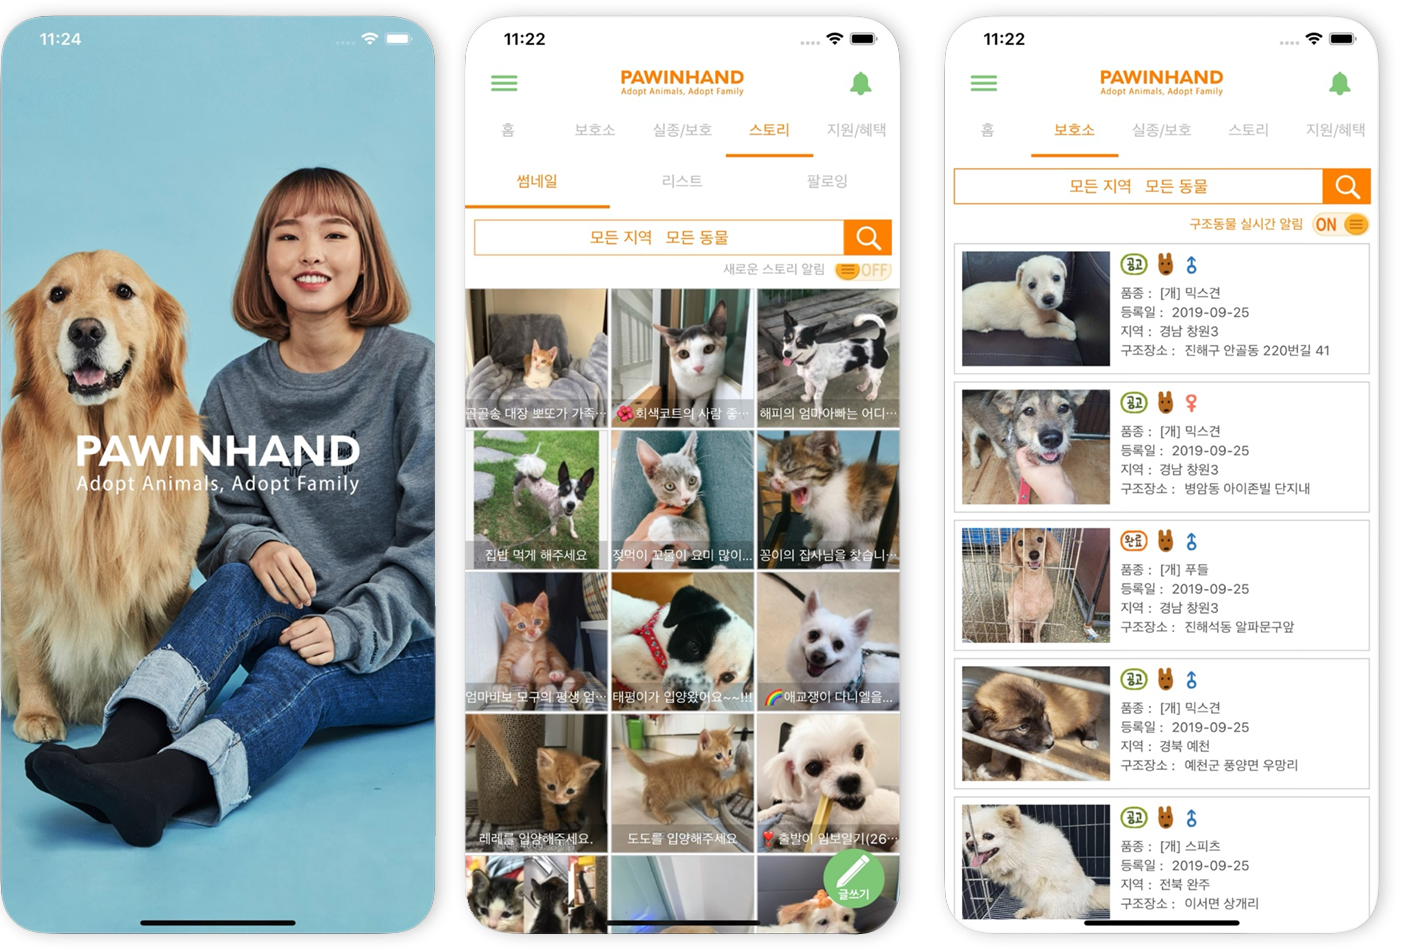 11:24
PAWINHAND
Adopt Animals, Adopt Family
11:22
PAWINHAND
Adopt Animals, Adopt Family
홈 보호소 실종/보호 스토리 지원/혜택
썸네일 리스트 팔로잉
모든 지역 모든 동물
새로운 스토리 알림 OFF
골골송 대장 뽀또가 가족…
회색코트의 사람 좋…
해피의 엄마아빠는 어디…
집밥 먹게 해주세요
젖먹이 꼬물이 요미 많이...
꽁이의 집사님을 찾습니…
엄마바보 모구의 평생 엄…
태평이가 입양왔어요~~!!!
애교쟁이 다니엘을...
레레를 입양해주세요.
도도를 입양해주세요
출발이 임보일기(26…
글쓰기
11:22
PAWINHAND
Adopt Animals, Adopt Family
홈 보호소 실종/보호 스토리 지원/혜택
모든 지역 모든 동물
구조동물 실시간 알림 ON
공고
품종 : [개] 믹스견
등록일 : 2019-09-25
지역 : 경남 창원3
구조장소 : 진해구 안골동 220번길 41
공고
품종 : [개] 믹스견
등록일 : 2019-09-25
지역 : 경남 창원3
구조장소 : 병암동 아이존빌 단지내
완료
품종 : [개] 푸들
등록일 : 2019-09-25
지역 : 경남 창원3
구조장소 : 진해석동 알파문구앞
공고
품종 : [개] 믹스견
등록일 : 2019-09-25
지역 : 경북 예천
구조장소 : 예천군 풍양면 우망리
공고
품종 : [개] 스피츠
등록일 : 2019-09-25
지역 : 전북 완주
구조장소 : 이서면 상개리